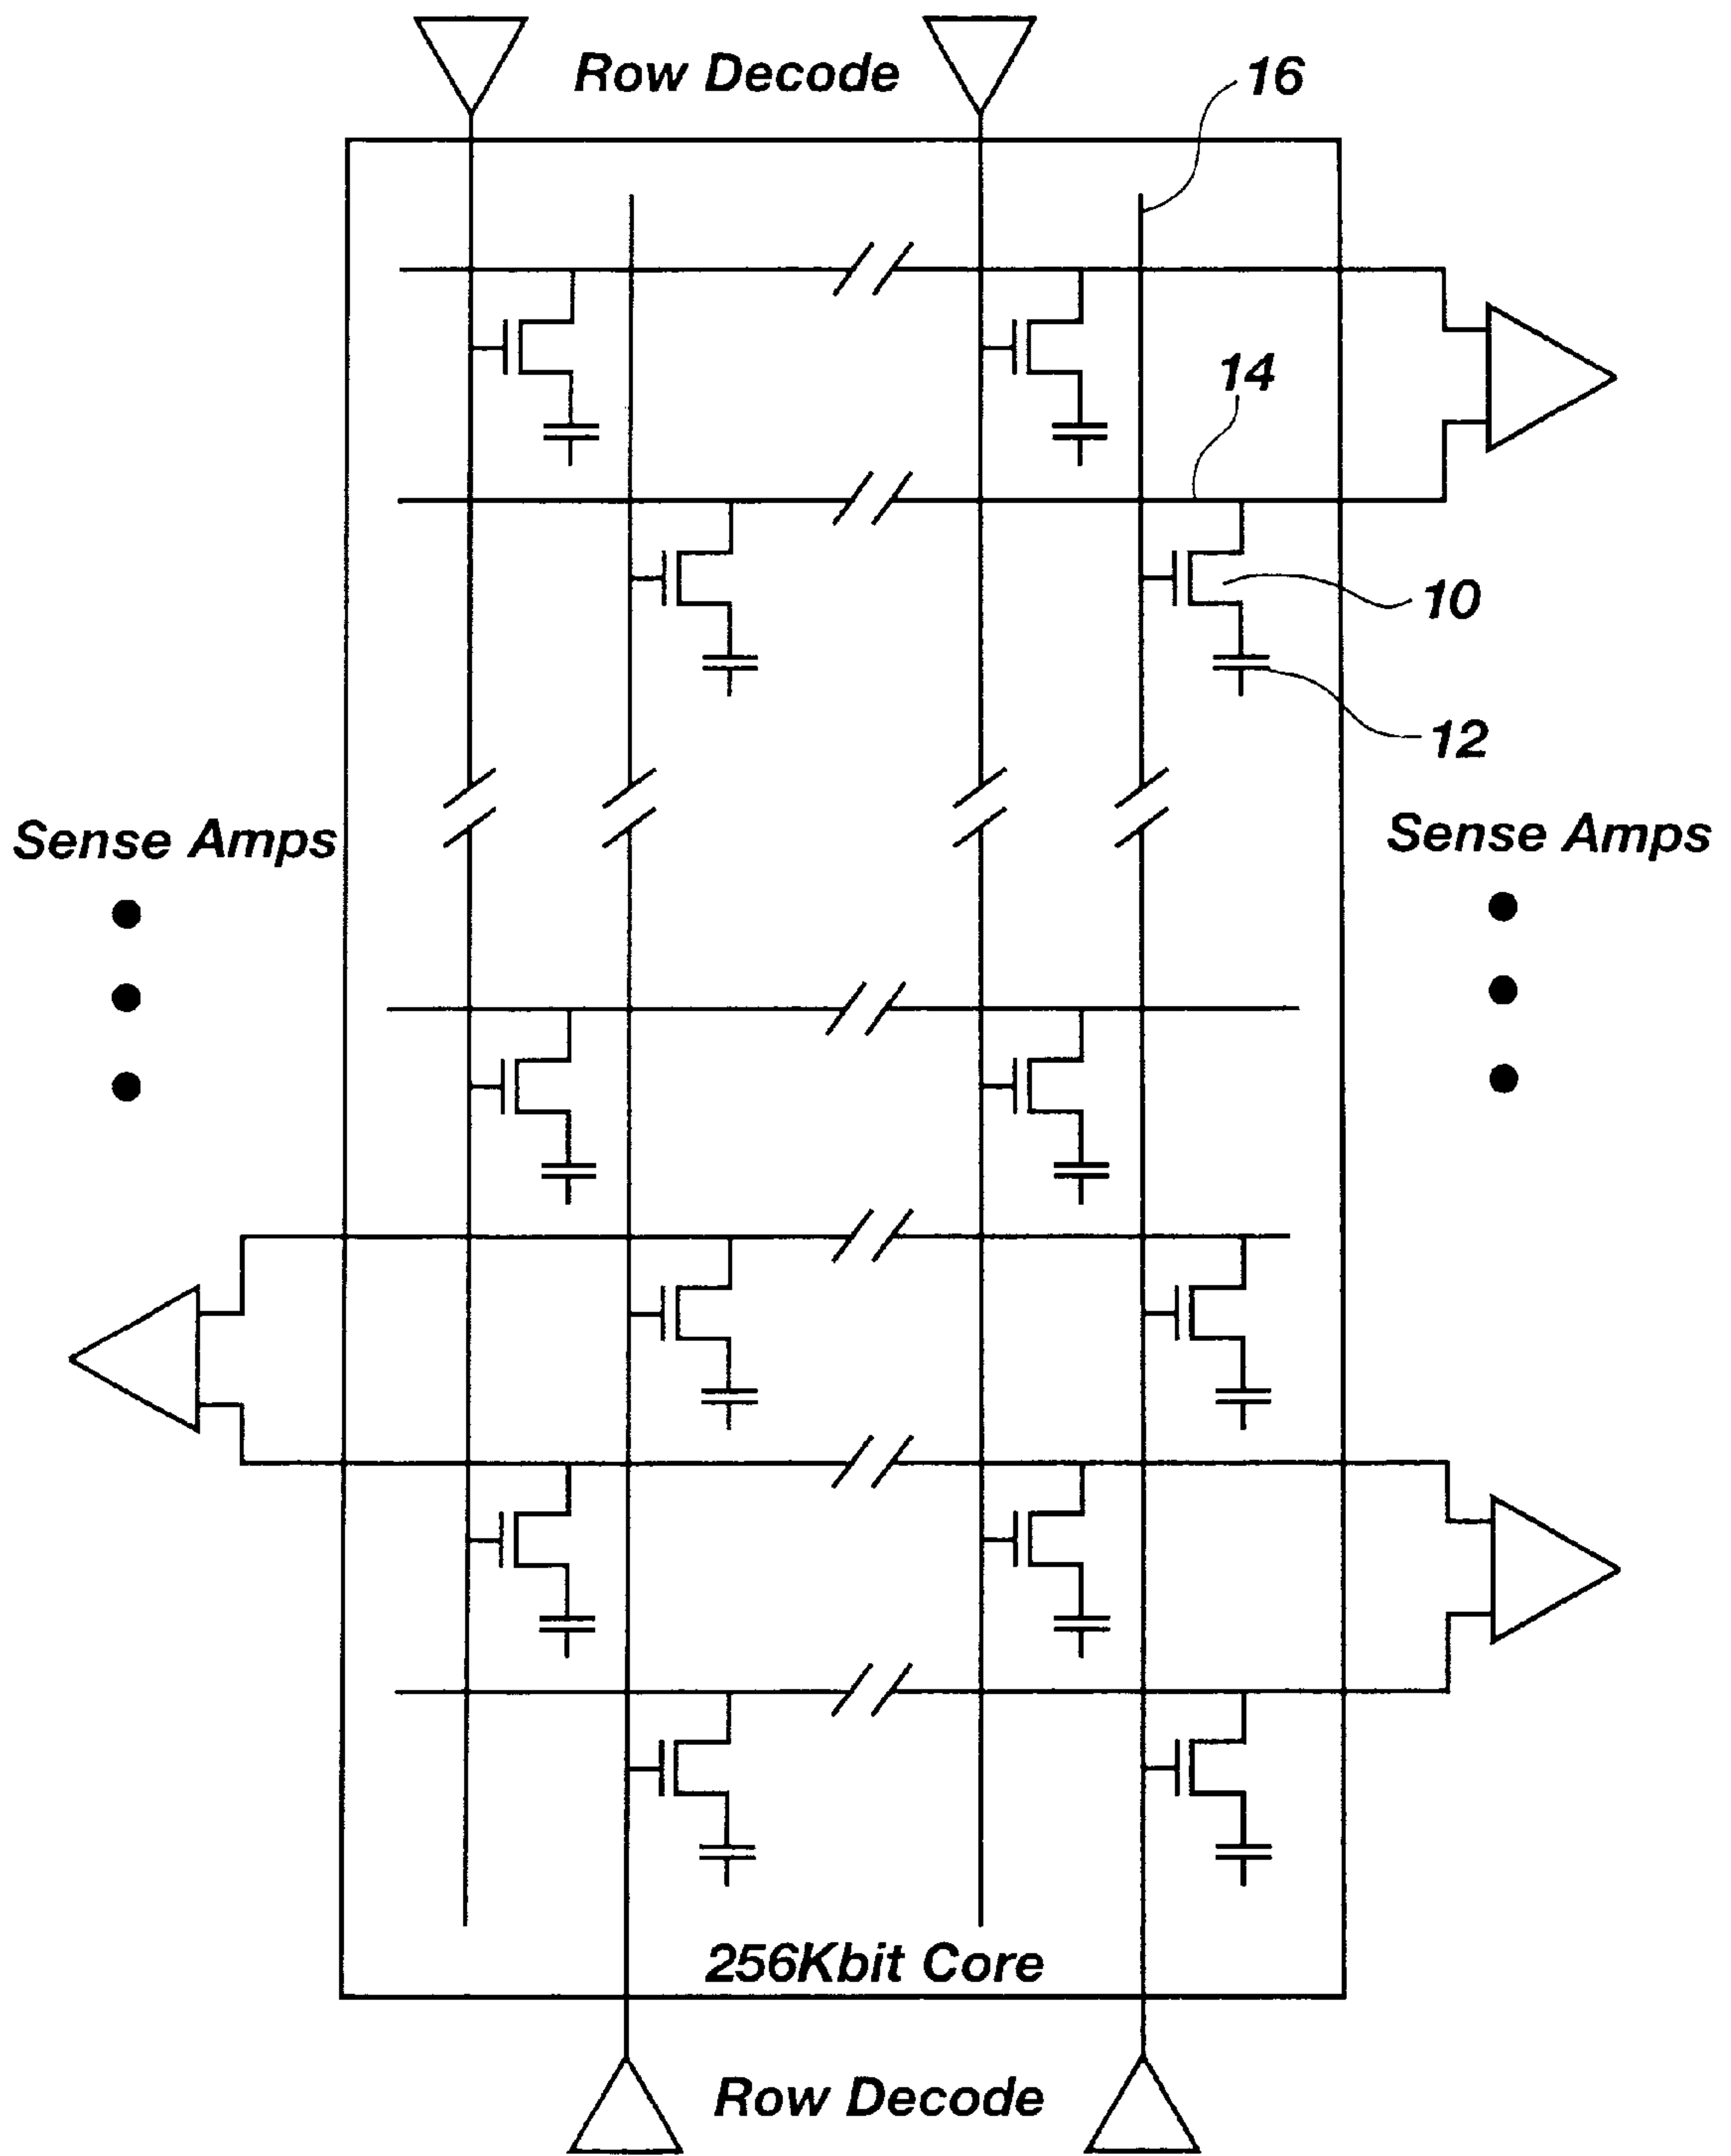 Row Decode
16
14
10
12
Sense Amps
Sense Amps
256Kbit Core
Row Decode